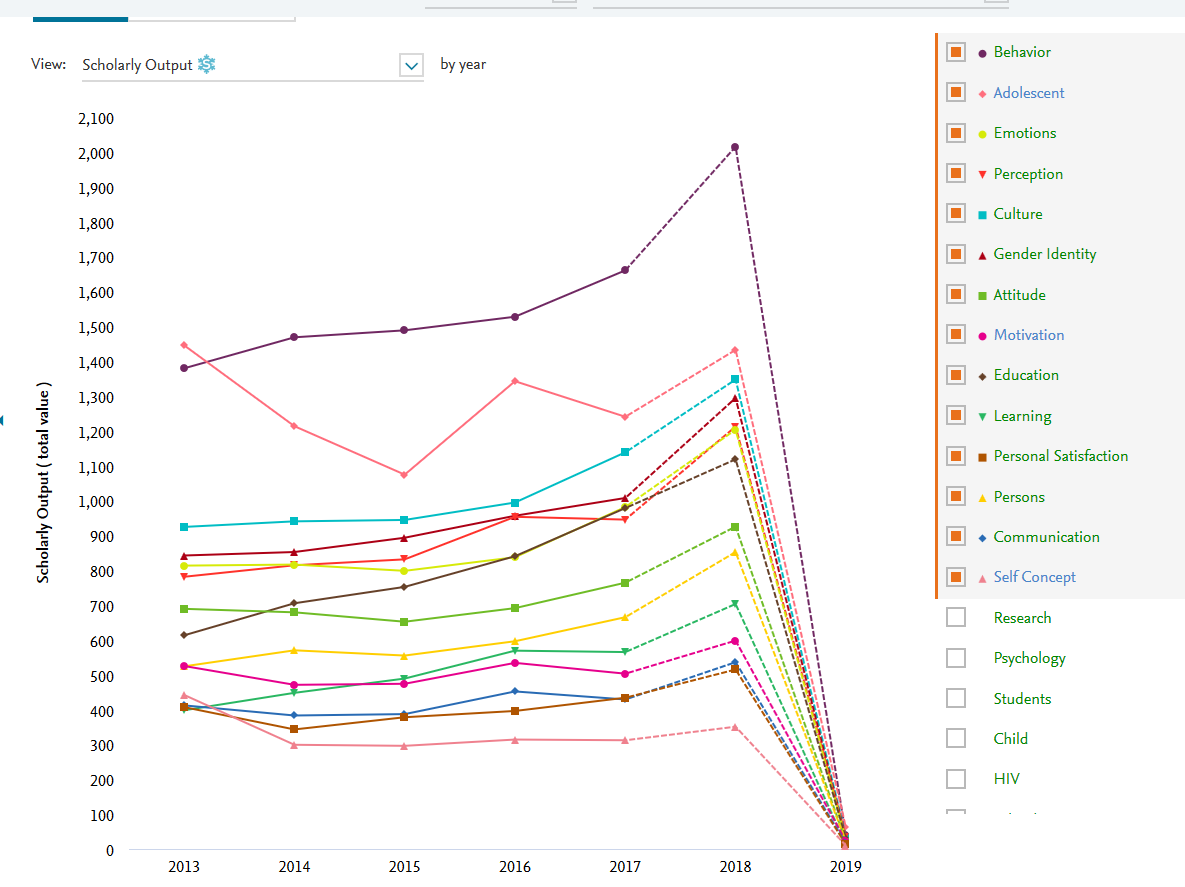 View: Scholarly Output by year
2,100
2,000
1,900
1,800
1,700
1,600
1,500
1,400
1,300
1,200
1,100
1,000
900
800
700
600
500
400
300
200
100
0
Scholarly Output ( total value )
2013 2014 2015 2016 2017 2018 2019
Behavior
Adolescent
Emotions
Perception
Culture
Gender Identity
Attitude
Motivation
Education
Learning
Personal Satisfaction
Persons
Communication
Self Concept
Research
Psychology
Students
Child
HIV